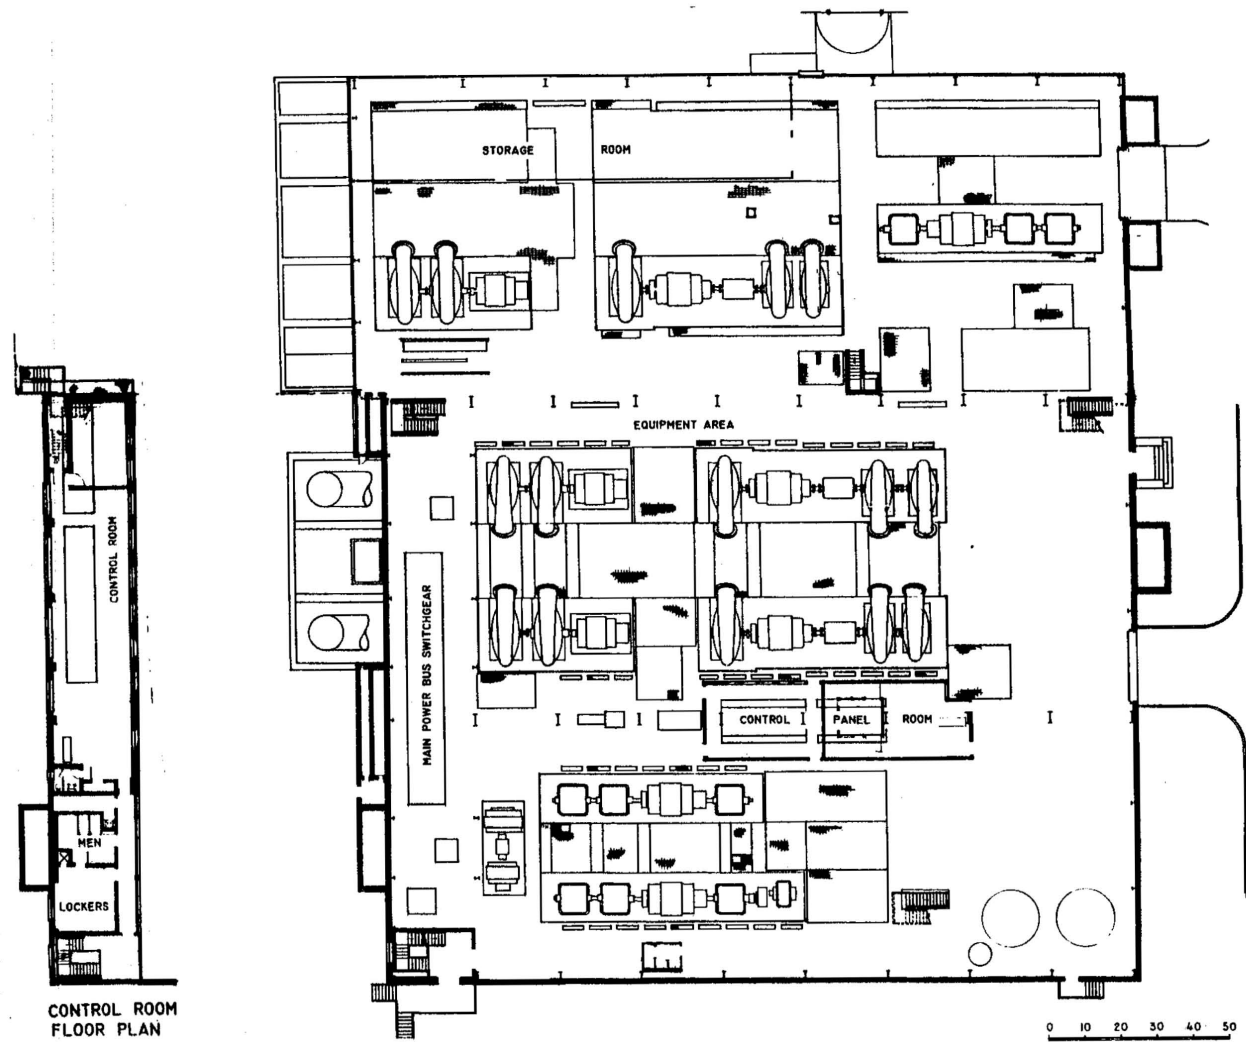 STORAGE ROOM
EQUIPMENT AREA
CONTROL ROOM
MAIN POWER BUS SWITCHGEAR
CONTROL PANEL ROOM
MEN
LOCKERS
CONTROL ROOM
FLOOR PLAN
0 10 20 30 40 50